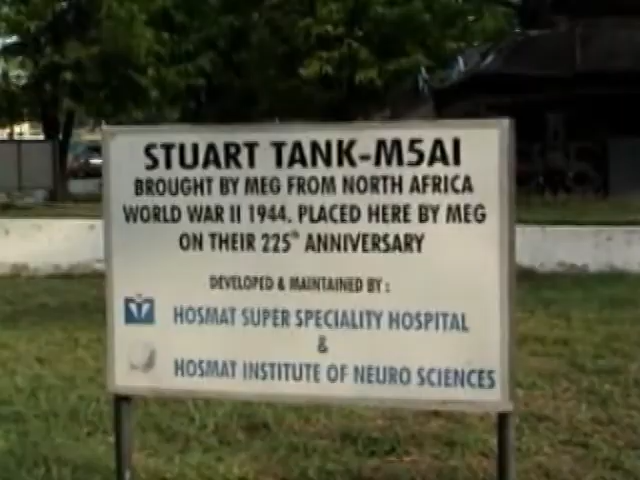 STUART TANK-M5AI
BROUGHT BY MEG FROM NORTH AFRICA
WORLD WAR II 1944. PLACED HERE BY MEG
ON THEIR 225th ANNIVERSARY
DEVELOPED & MAINTAINED BY :
HOSMAT SUPER SPECIALITY HOSPITAL
&
HOSMAT INSTITUTE OF NEURO SCIENCES